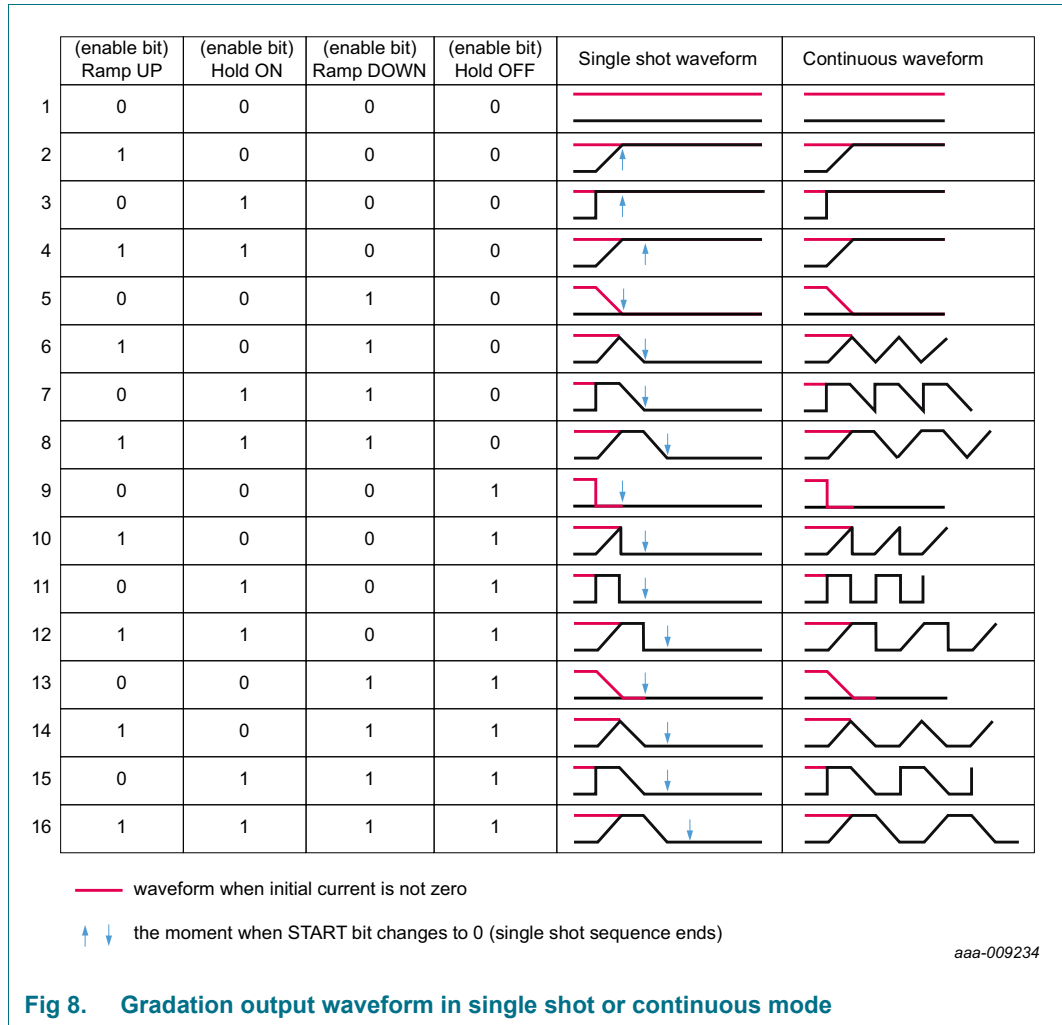 (enable bit) Ramp UP (enable bit) Hold ON (enable bit) Ramp DOWN (enable bit) Hold OFF Single shot waveform Continuous waveform
1 0 0 0 0
2 1 0 0 0
3 0 1 0 0
4 1 1 0 0
5 0 0 1 0
6 1 0 1 0
7 0 1 1 0
8 1 1 1 0
9 0 0 0 1
10 1 0 0 1
11 0 1 0 1
12 1 1 0 1
13 0 0 1 1
14 1 0 1 1
15 0 1 1 1
16 1 1 1 1
waveform when initial current is not zero
the moment when START bit changes to 0 (single shot sequence ends)
aaa-009234
Fig 8. Gradation output waveform in single shot or continuous mode